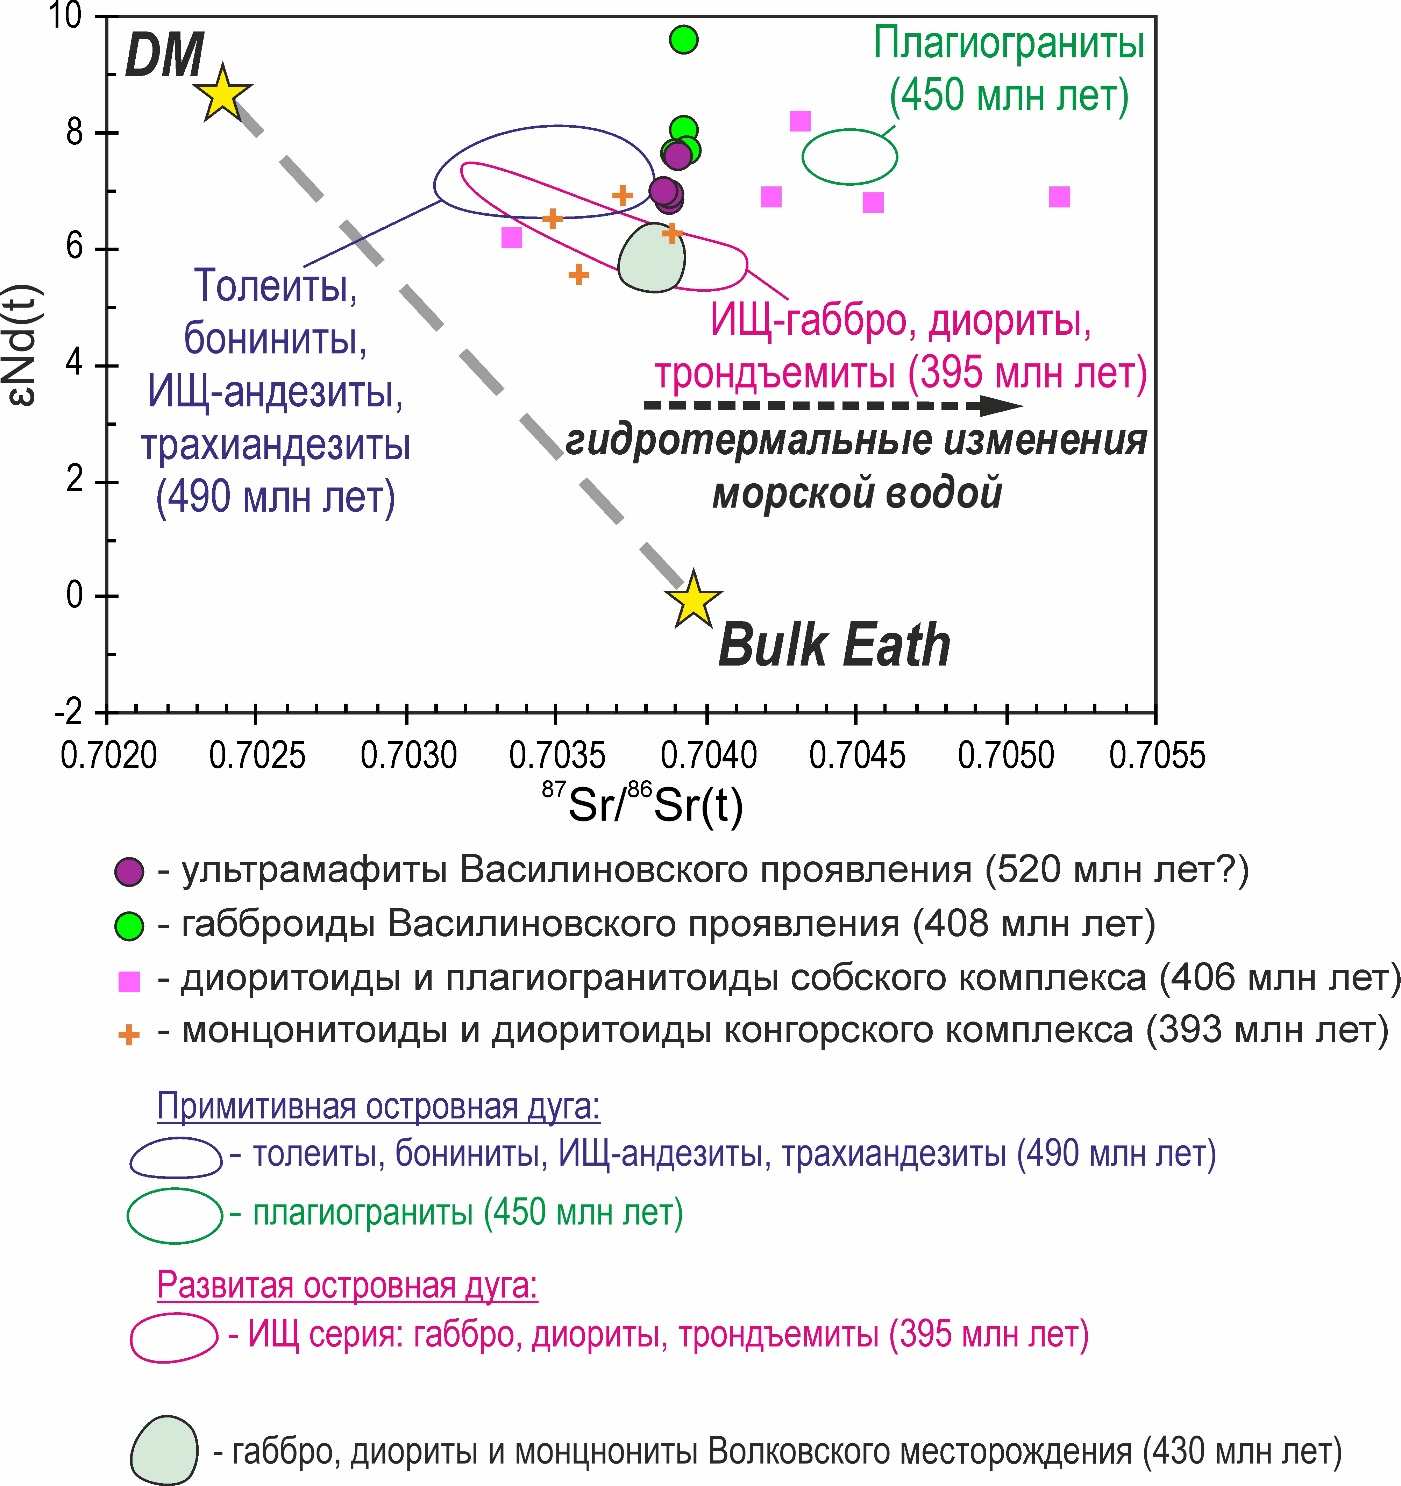 10
DM
Плагиограниты
(450 млн лет)
8
6
Толеиты,
бониниты,
ИЩ-андезиты,
трахиандезиты
(490 млн лет)
ИЩ-габбро, диориты,
трондъемиты (395 млн лет)
εNd(t)
4
гидротермальные изменения
морской водой
2
0
Bulk Eath
-2
0.7020 0.7025 0.7030 0.7035 0.7040 0.7045 0.7050 0.7055
87Sr/86Sr(t)
- ультрамафиты Василиновского проявления (520 млн лет?)
- габброиды Василиновского проявления (408 млн лет)
- диоритоиды и плагиогранитоиды собского комплекса (406 млн лет)
- монцонитоиды и диоритоиды конгорского комплекса (393 млн лет)
Примитивная островная дуга:
- толеиты, бониниты, ИЩ-андезиты, трахиандезиты (490 млн лет)
- плагиограниты (450 млн лет)
Развитая островная дуга:
- ИЩ серия: габбро, диориты, трондъемиты (395 млн лет)
- габбро, диориты и монцнониты Волковского месторождения (430 млн лет)